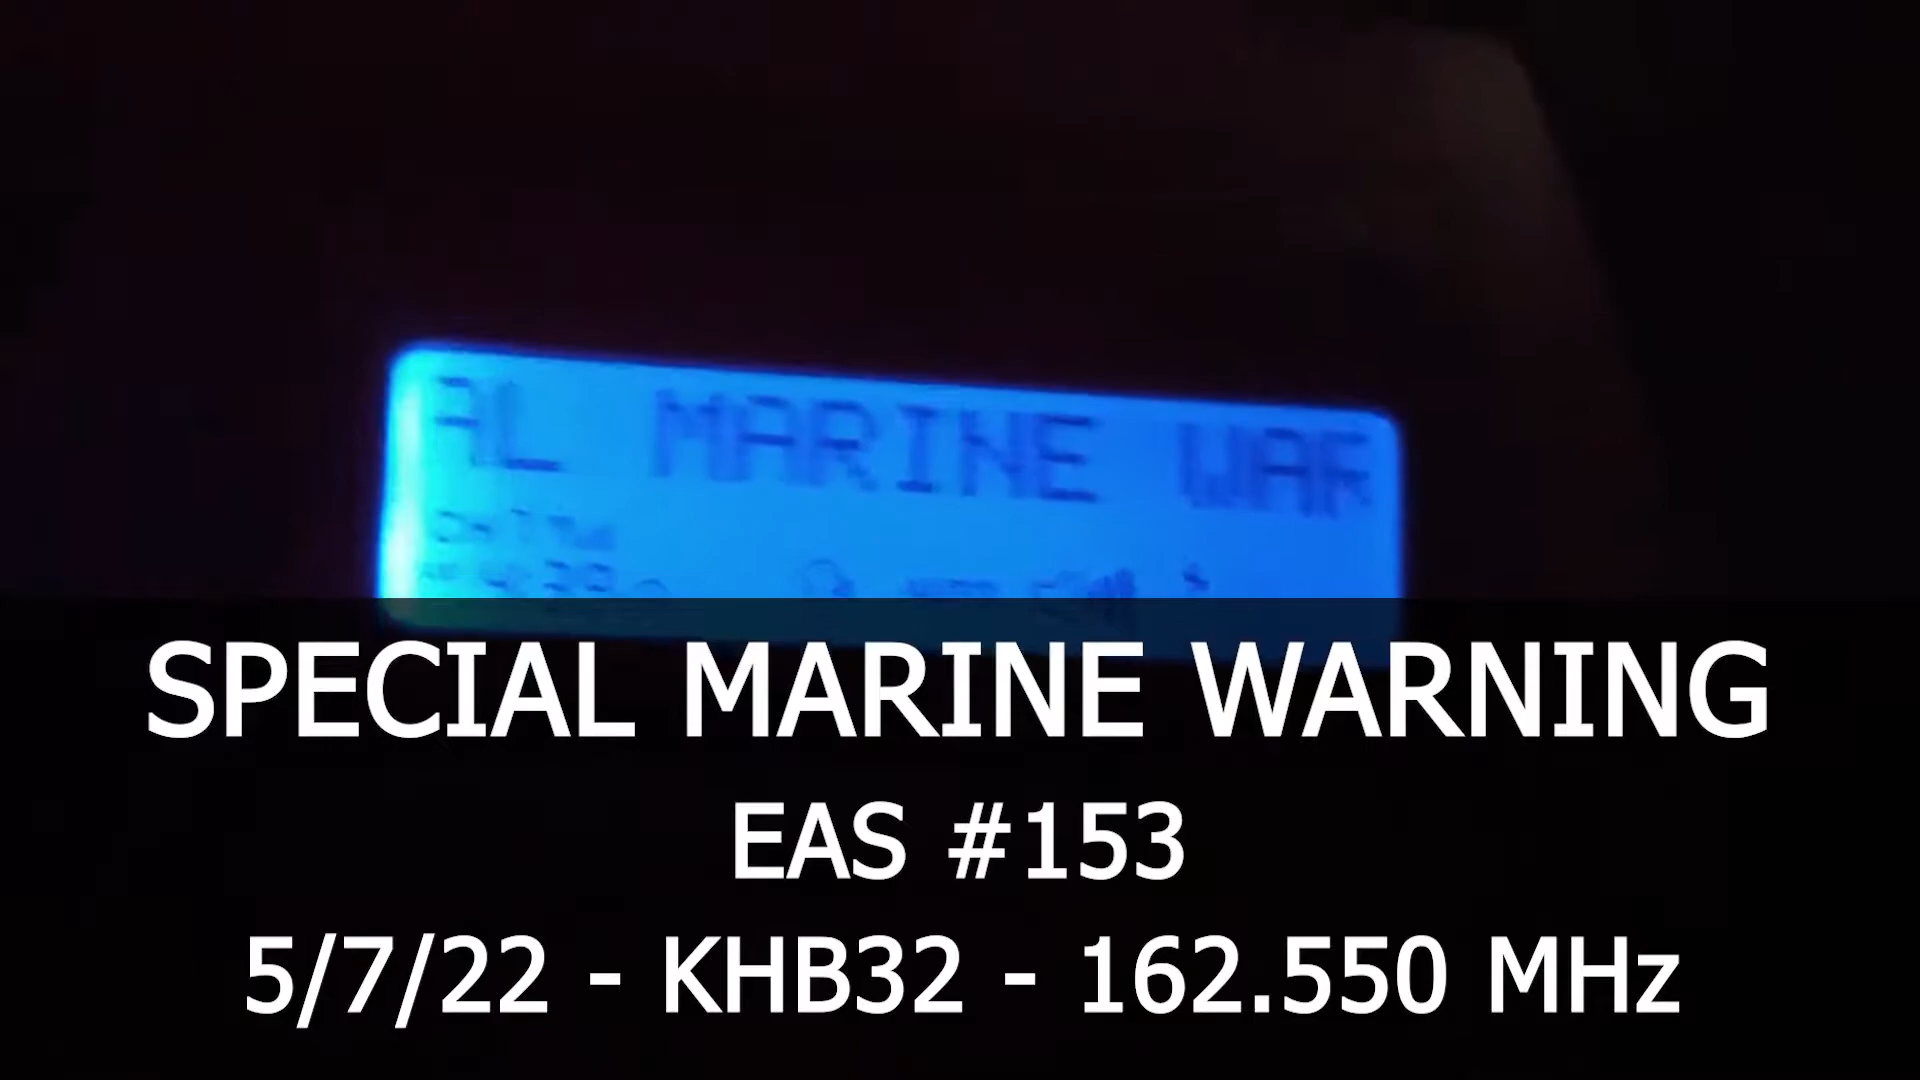 AL MARINE WAR
SPECIAL MARINE WARNING
EAS #153
5/7/22 - KHB32 - 162.550 MHz